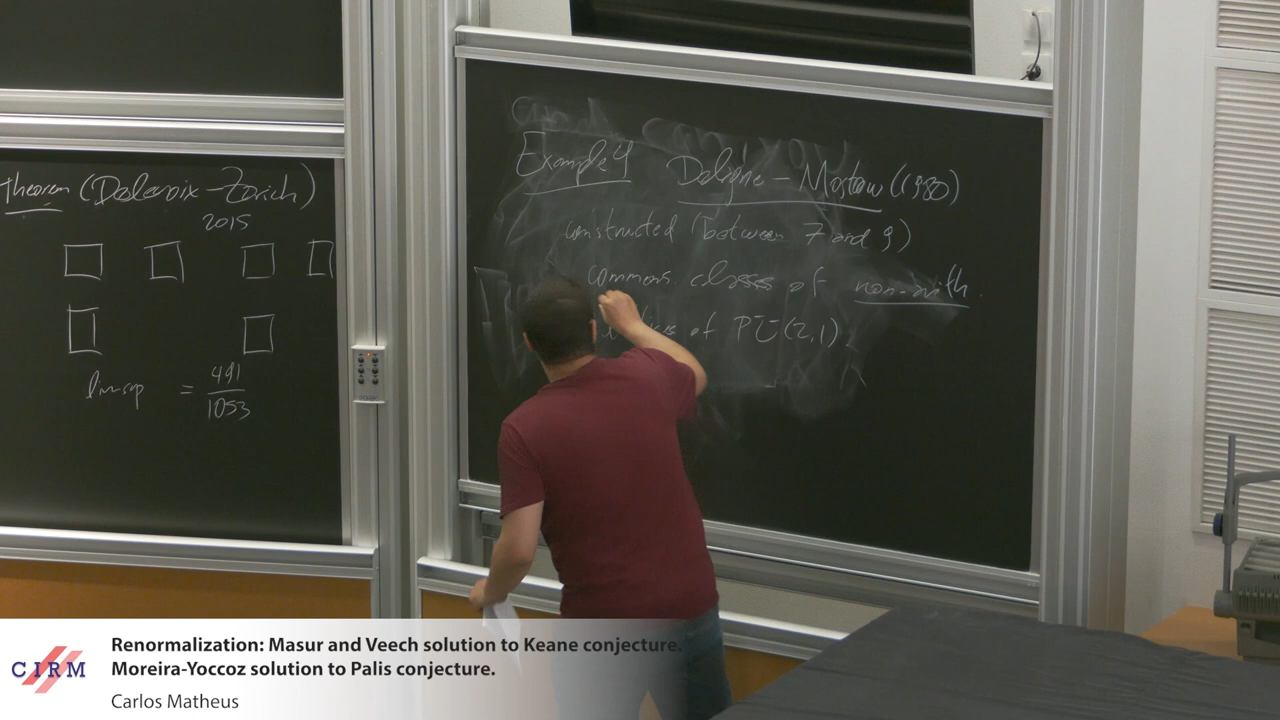 Theorem (Delecroix-Zorich)
2015
limsup = 491
1053
Example 4 Deligne-Mostow (1980)
constructed (between 7 and 9)
commens. classes of non-arith.
of PU(2,1).
CIRM
Renormalization: Masur and Veech solution to Keane conjecture.
Moreira-Yoccoz solution to Palis conjecture.
Carlos Matheus